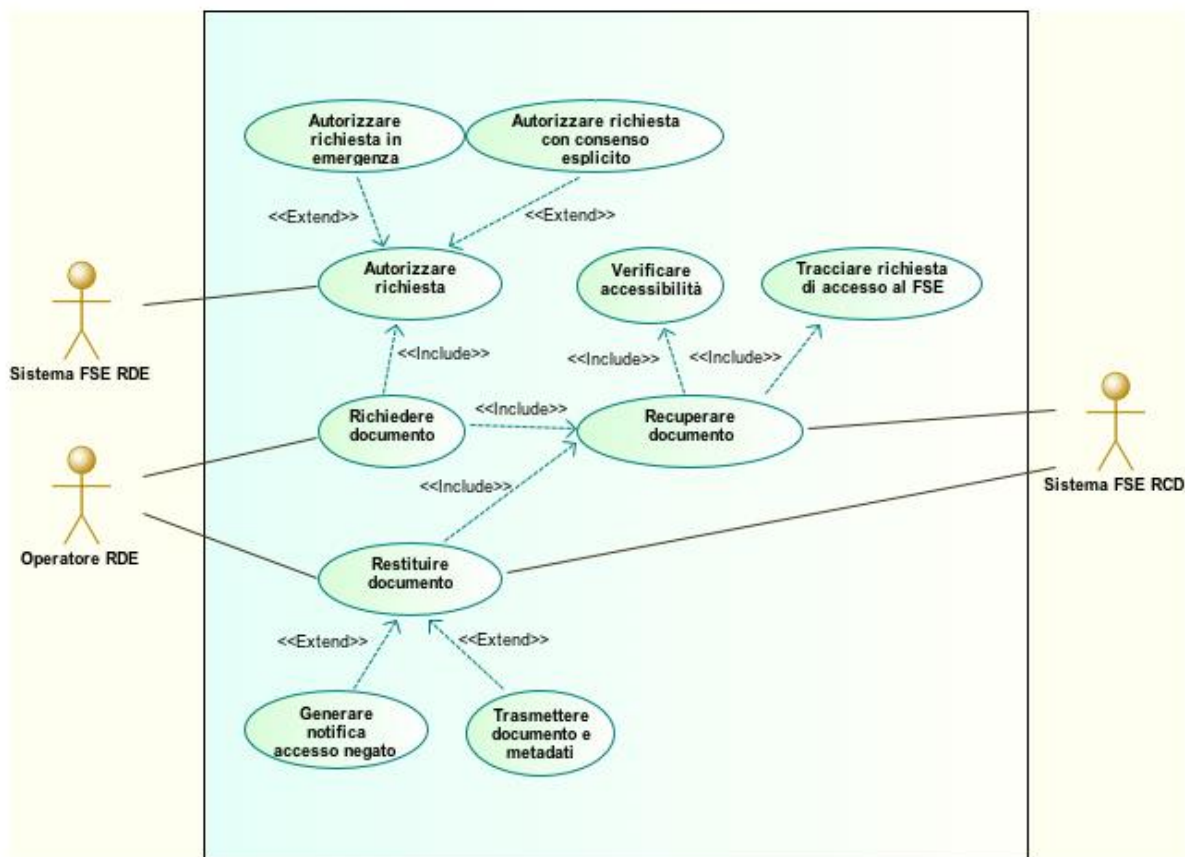 Autorizzare
richiesta in
emergenza
Autorizzare richiesta
con consenso
esplicito
<<Extend>>
<<Extend>>
Autorizzare
richiesta
Verificare
accessibilità
Tracciare richiesta
di accesso al FSE
Sistema FSE RDE
<<Include>>
<<Include>>
<<Include>>
Richiedere
documento
<<Include>>
Recuperare
documento
Sistema FSE RCD
<<Include>>
Operatore RDE
Restituire
documento
<<Extend>>
<<Extend>>
Generare
notifica
accesso negato
Trasmettere
documento e
metadati